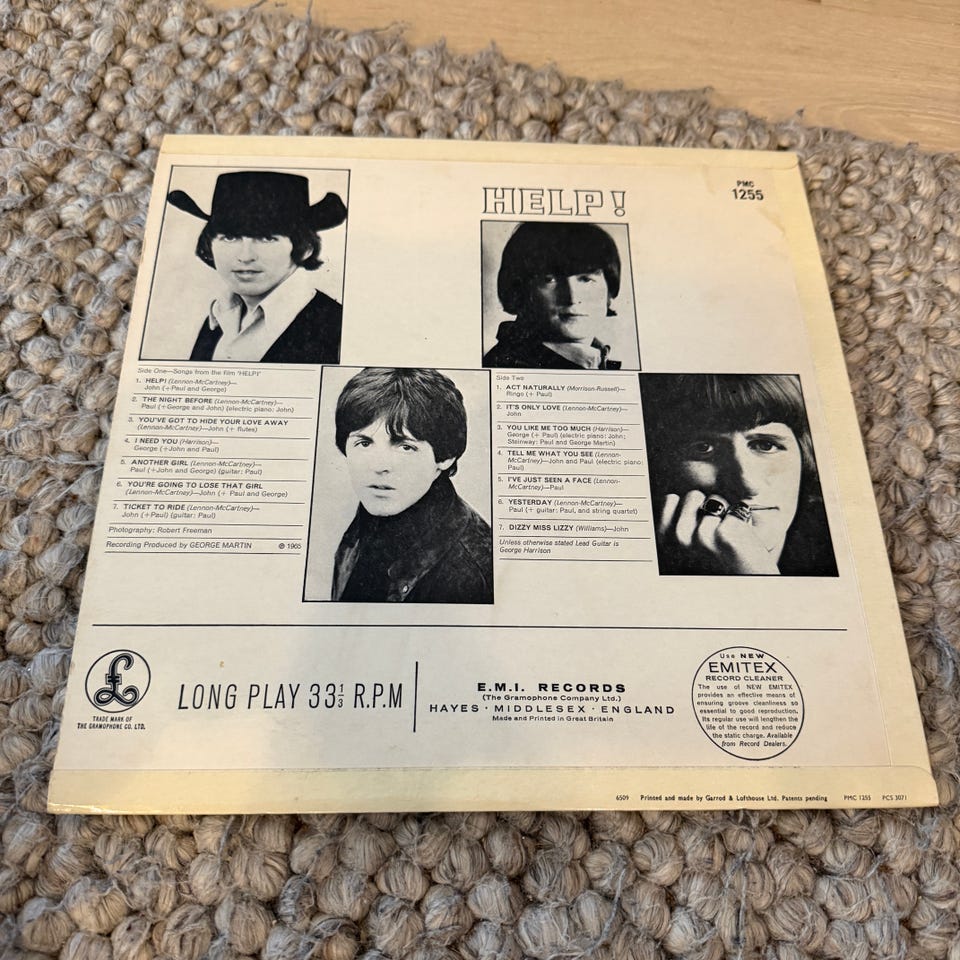 HELP!
PMC
1255
Side One—Songs from the film "HELP!"
1. HELP! (Lennon-McCartney)—
John (+Paul and George)
2. THE NIGHT BEFORE (Lennon-McCartney)—
Paul (+George and John) (electric piano: John)
3. YOU'VE GOT TO HIDE YOUR LOVE AWAY
(Lennon-McCartney)—John (+ flutes)
4. I NEED YOU (Harrison)—
George (+John and Paul)
5. ANOTHER GIRL (Lennon-McCartney)—
Paul (+John and George) (guitar: Paul)
6. YOU'RE GOING TO LOSE THAT GIRL
(Lennon-McCartney)—John (+ Paul and George)
7. TICKET TO RIDE (Lennon-McCartney)—
John (+Paul) (guitar: Paul)
Photography: Robert Freeman
Recording Produced by GEORGE MARTIN ℗ 1965
Side Two
1. ACT NATURALLY (Morrison-Russell)—
Ringo (+ Paul)
2. IT'S ONLY LOVE (Lennon-McCartney)—
John
3. YOU LIKE ME TOO MUCH (Harrison)—
George (+ Paul) (electric piano: John;
Steinway: Paul and George Martin)
4. TELL ME WHAT YOU SEE (Lennon-
McCartney)—John and Paul (electric piano:
Paul)
5. I'VE JUST SEEN A FACE (Lennon-
McCartney)—Paul
6. YESTERDAY (Lennon-McCartney)—
Paul (+ guitar: Paul, and string quartet)
7. DIZZY MISS LIZZY (Williams)—John
Unless otherwise stated Lead Guitar is
George Harrison
£
TRADE MARK OF
THE GRAMOPHONE CO. LTD.
LONG PLAY 33⅓ R.P.M
E.M.I. RECORDS
(The Gramophone Company Ltd.)
HAYES · MIDDLESEX · ENGLAND
Made and Printed in Great Britain
Use NEW
EMITEX
RECORD CLEANER
The use of NEW EMITEX
provides an effective means of
ensuring groove cleanliness so
essential to good reproduction.
Its regular use will lengthen the
life of the record and reduce
the static charge. Available
from Record Dealers.
6509 Printed and made by Garrod & Lofthouse Ltd. Patents pending PMC 1255 PCS 3071